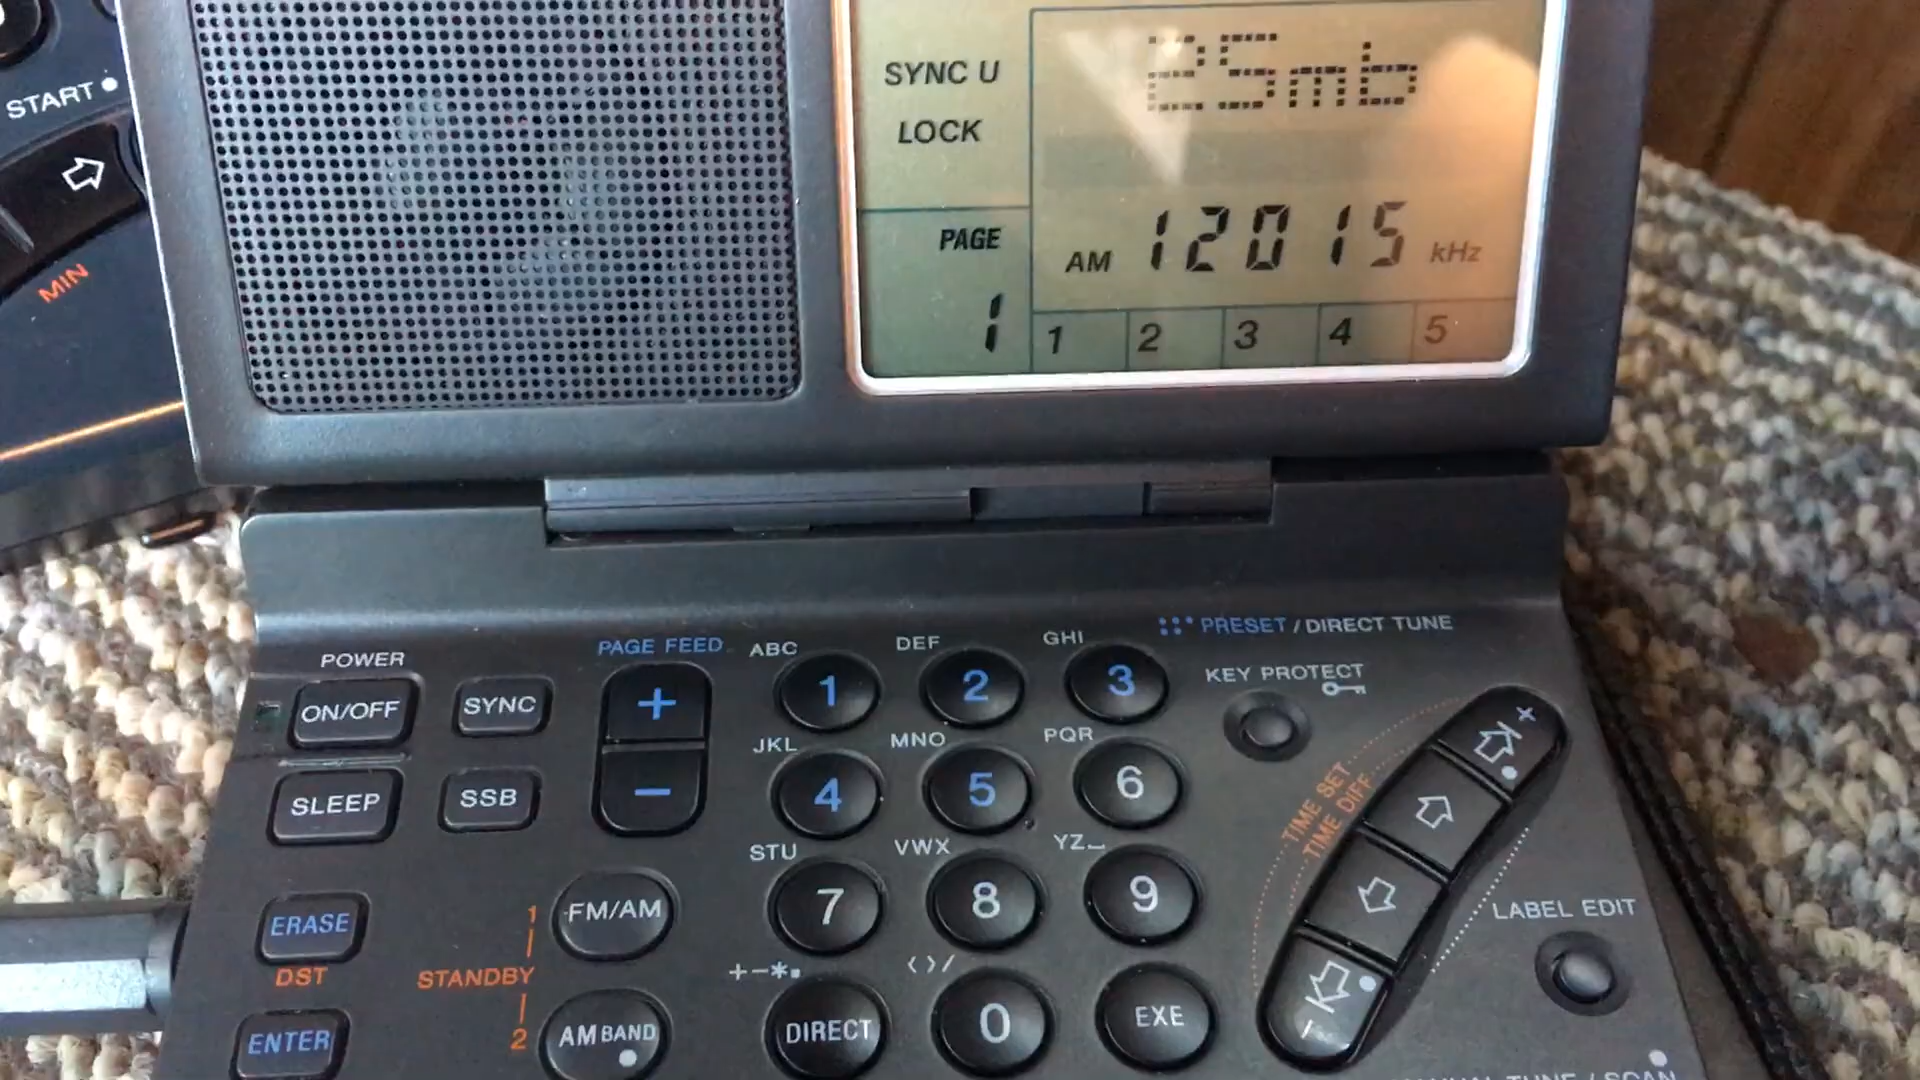 START
MIN
SYNC U
25mb
LOCK
PAGE
1
AM 12015 kHz
1 2 3 4 5
POWER
ON/OFF
SYNC
SLEEP
SSB
PAGE FEED
+
−
ABC
1
DEF
2
GHI
3
JKL
4
MNO
5
PQR
6
STU
7
VWX
8
YZ_
9
+−*.
DIRECT
<>/
0
EXE
PRESET / DIRECT TUNE
KEY PROTECT
TIME SET
TIME DIFF
+
−
LABEL EDIT
ERASE
DST
ENTER
1
STANDBY
2
FM/AM
AM BAND
TUNE / SCAN